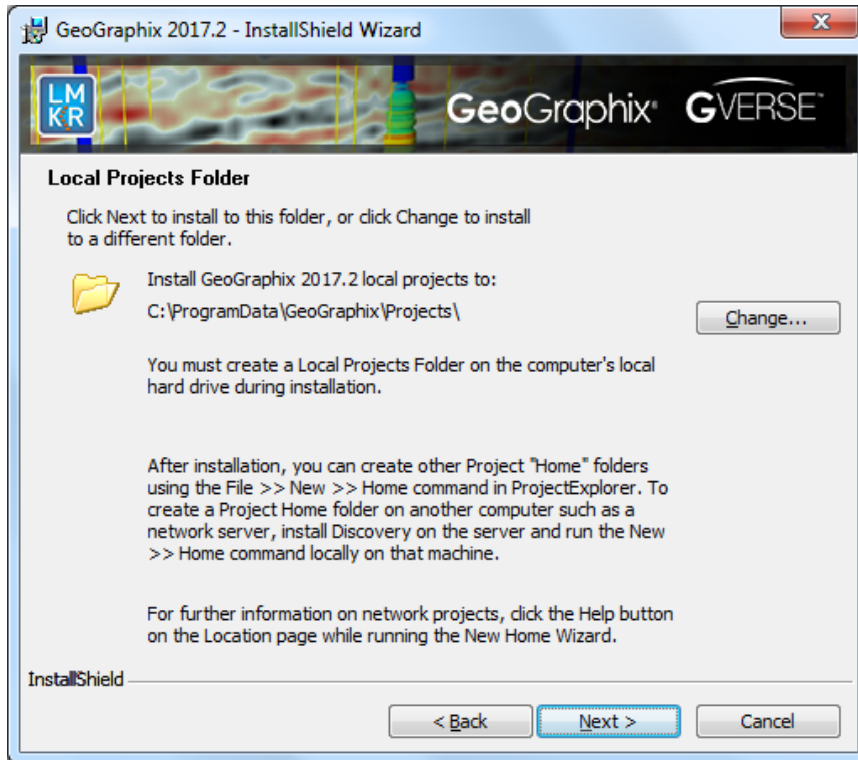 GeoGraphix 2017.2 - InstallShield Wizard
LM
KR
GeoGraphix®
GVERSE™
Local Projects Folder
Click Next to install to this folder, or click Change to install
to a different folder.
Install GeoGraphix 2017.2 local projects to:
C:\ProgramData\GeoGraphix\Projects\
Change...
You must create a Local Projects Folder on the computer's local
hard drive during installation.
After installation, you can create other Project "Home" folders
using the File >> New >> Home command in ProjectExplorer. To
create a Project Home folder on another computer such as a
network server, install Discovery on the server and run the New
>> Home command locally on that machine.
For further information on network projects, click the Help button
on the Location page while running the New Home Wizard.
InstallShield
< Back
Next >
Cancel